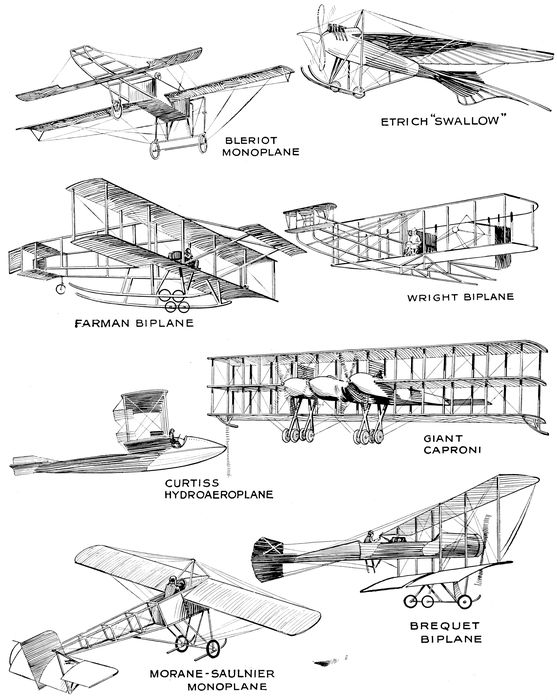 BLERIOT
MONOPLANE
ETRICH "SWALLOW"
FARMAN BIPLANE
WRIGHT BIPLANE
GIANT
CAPRONI
CURTISS
HYDROAEROPLANE
BREQUET
BIPLANE
MORANE-SAULNIER
MONOPLANE